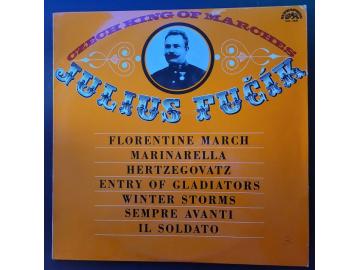 CZECH KING OF MARCHES
JULIUS FUČÍK
FLORENTINE MARCH
MARINARELLA
HERTZEGOVATZ
ENTRY OF GLADIATORS
WINTER STORMS
SEMPRE AVANTI
IL SOLDATO